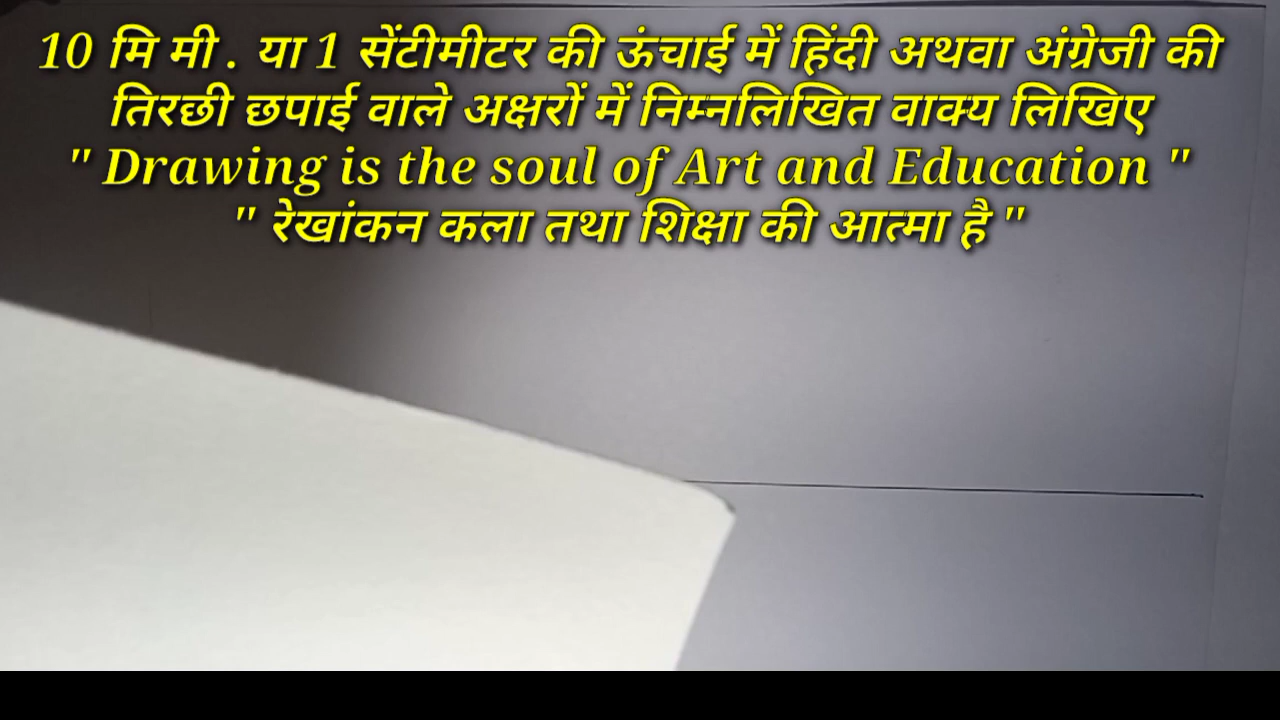 10 मि मी . या 1 सेंटीमीटर की ऊंचाई में हिंदी अथवा अंग्रेजी की
तिरछी छपाई वाले अक्षरों में निम्नलिखित वाक्य लिखिए
" Drawing is the soul of Art and Education "
" रेखांकन कला तथा शिक्षा की आत्मा है "